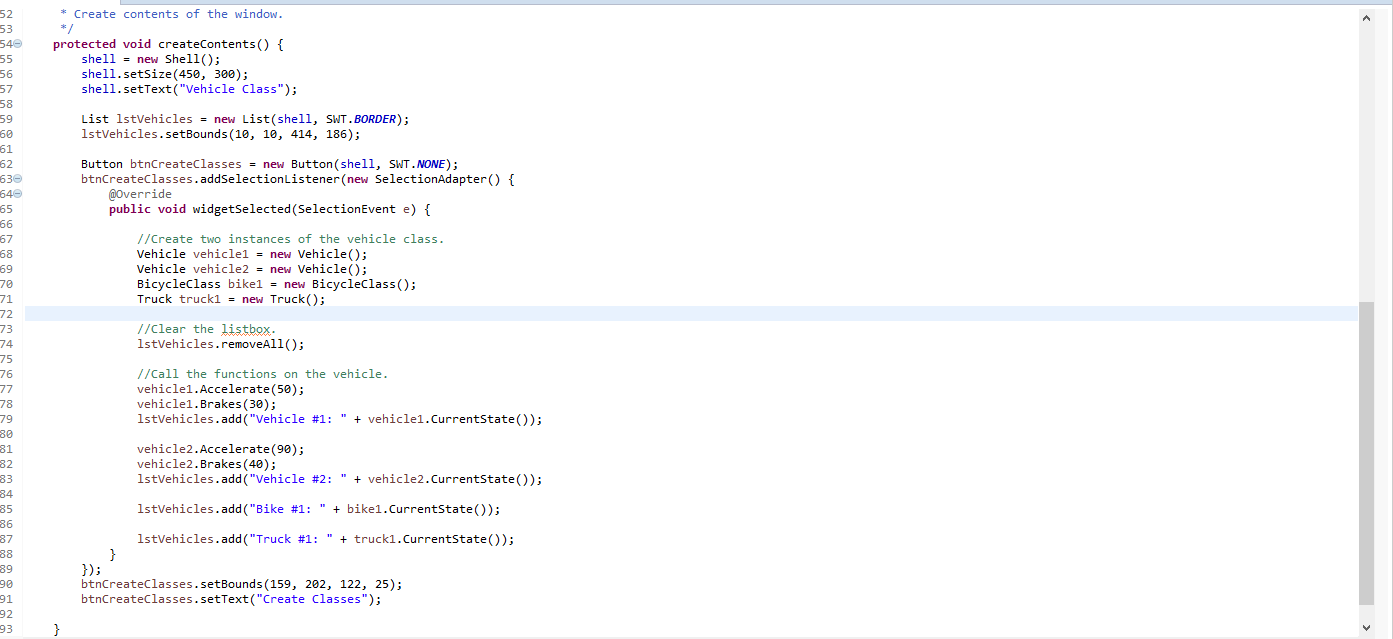 52      * Create contents of the window.
53      */
54     protected void createContents() {
55         shell = new Shell();
56         shell.setSize(450, 300);
57         shell.setText("Vehicle Class");
58
59         List lstVehicles = new List(shell, SWT.BORDER);
60         lstVehicles.setBounds(10, 10, 414, 186);
61
62         Button btnCreateClasses = new Button(shell, SWT.NONE);
63         btnCreateClasses.addSelectionListener(new SelectionAdapter() {
64             @Override
65             public void widgetSelected(SelectionEvent e) {
66
67                 //Create two instances of the vehicle class.
68                 Vehicle vehicle1 = new Vehicle();
69                 Vehicle vehicle2 = new Vehicle();
70                 BicycleClass bike1 = new BicycleClass();
71                 Truck truck1 = new Truck();
72
73                 //Clear the listbox.
74                 lstVehicles.removeAll();
75
76                 //Call the functions on the vehicle.
77                 vehicle1.Accelerate(50);
78                 vehicle1.Brakes(30);
79                 lstVehicles.add("Vehicle #1: " + vehicle1.CurrentState());
80
81                 vehicle2.Accelerate(90);
82                 vehicle2.Brakes(40);
83                 lstVehicles.add("Vehicle #2: " + vehicle2.CurrentState());
84
85                 lstVehicles.add("Bike #1: " + bike1.CurrentState());
86
87                 lstVehicles.add("Truck #1: " + truck1.CurrentState());
88             }
89         });
90         btnCreateClasses.setBounds(159, 202, 122, 25);
91         btnCreateClasses.setText("Create Classes");
92
93     }